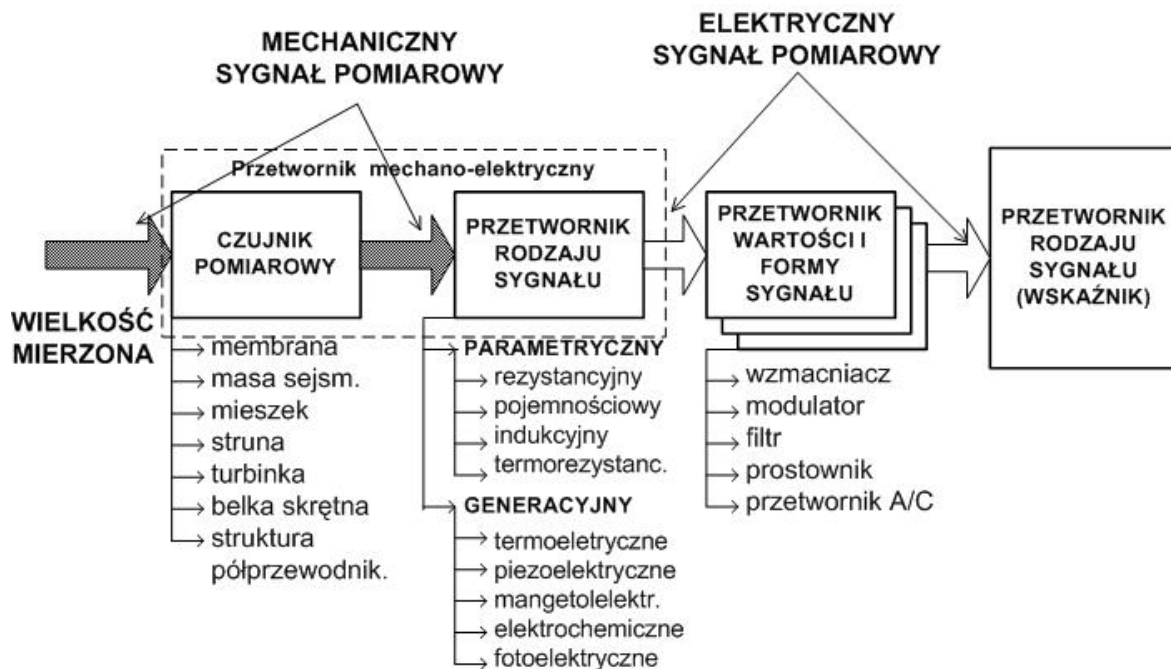 MECHANICZNY
SYGNAŁ POMIAROWY
ELEKTRYCZNY
SYGNAŁ POMIAROWY
Przetwornik mechano-elektryczny
CZUJNIK
POMIAROWY
PRZETWORNIK
RODZAJU
SYGNAŁU
PRZETWORNIK
WARTOŚCI I
FORMY
SYGNAŁU
PRZETWORNIK
RODZAJU
SYGNAŁU
(WSKAŹNIK)
WIELKOŚĆ
MIERZONA
membrana
masa sejsm.
mieszek
struna
turbinka
belka skrętna
struktura
półprzewodnik.
PARAMETRYCZNY
rezystancyjny
pojemnościowy
indukcyjny
termorezystanc.
GENERACYJNY
termoeletryczne
piezoelektryczne
mangetolelektr.
elektrochemiczne
fotoelektryczne
wzmacniacz
modulator
filtr
prostownik
przetwornik A/C